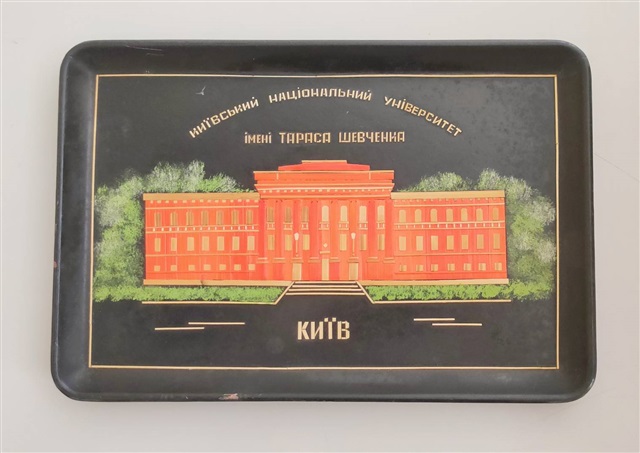 КИЇВСЬКИЙ НАЦІОНАЛЬНИЙ УНІВЕРСИТЕТ
імені ТАРАСА ШЕВЧЕНКА
КИЇВ